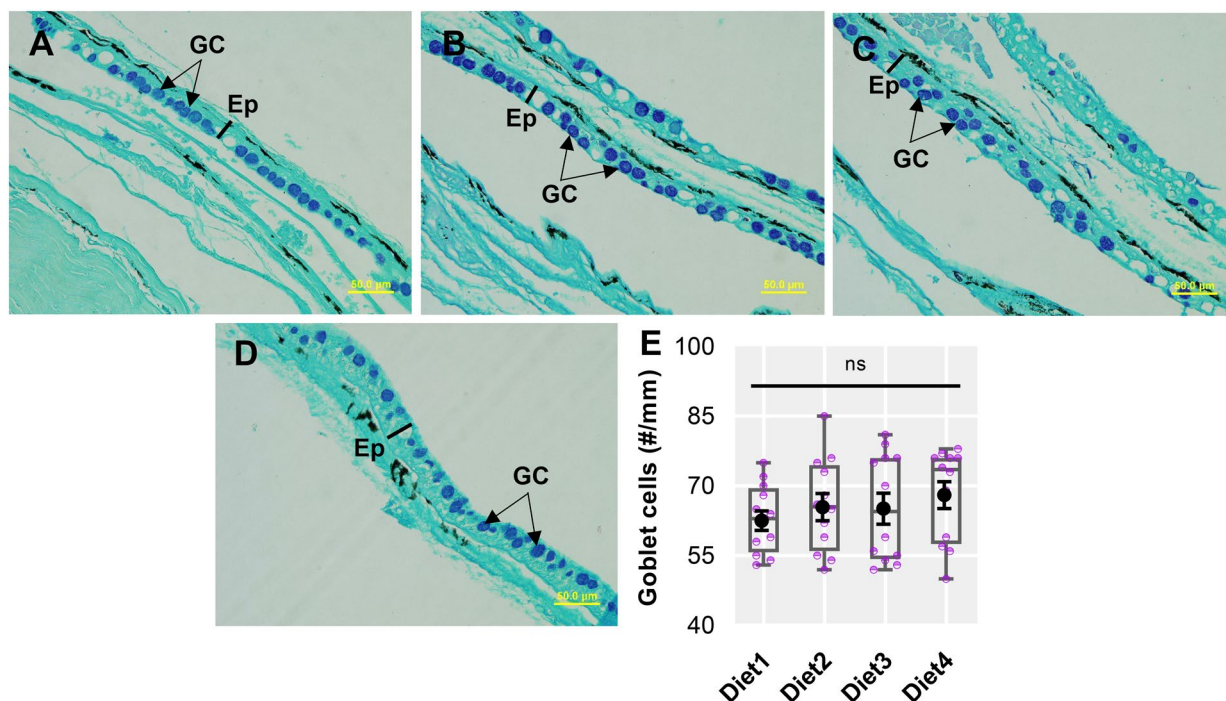 A
GC
Ep
50.0 µm
B
Ep
GC
50.0 µm
C
Ep
GC
50.0 µm
D
Ep
GC
50.0 µm
E
Goblet cells (#/mm)
100
85
70
55
40
ns
Diet1
Diet2
Diet3
Diet4